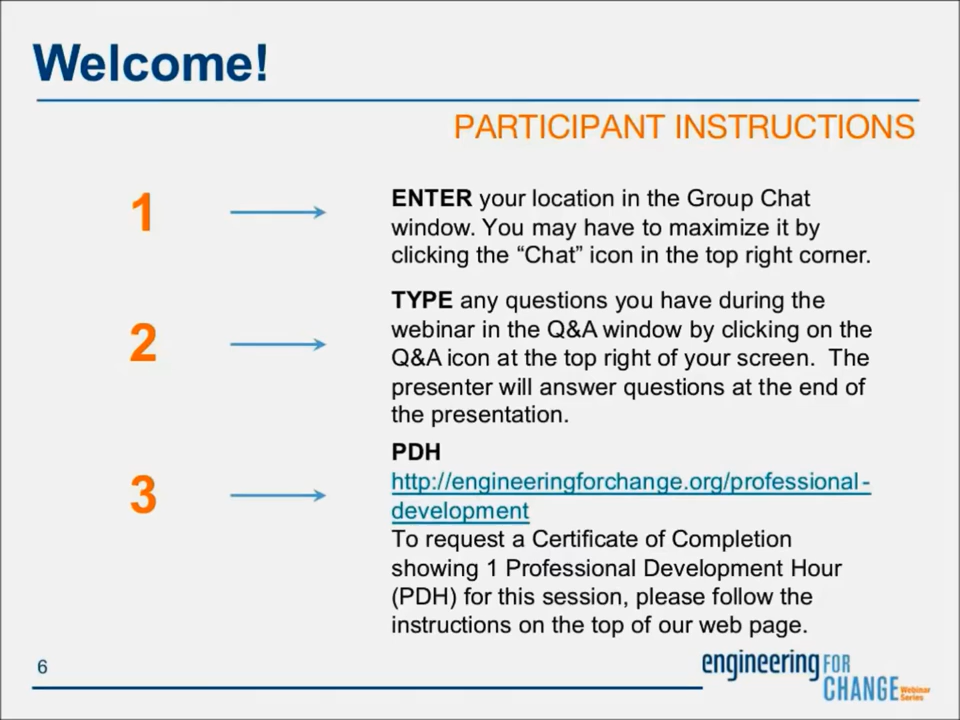 Welcome!
PARTICIPANT INSTRUCTIONS
1
ENTER your location in the Group Chat
window. You may have to maximize it by
clicking the “Chat” icon in the top right corner.
2
TYPE any questions you have during the
webinar in the Q&A window by clicking on the
Q&A icon at the top right of your screen.  The
presenter will answer questions at the end of
the presentation.
3
PDH
http://engineeringforchange.org/professional-
development
To request a Certificate of Completion
showing 1 Professional Development Hour
(PDH) for this session, please follow the
instructions on the top of our web page.
6
engineering FOR
CHANGE Webinar
Series